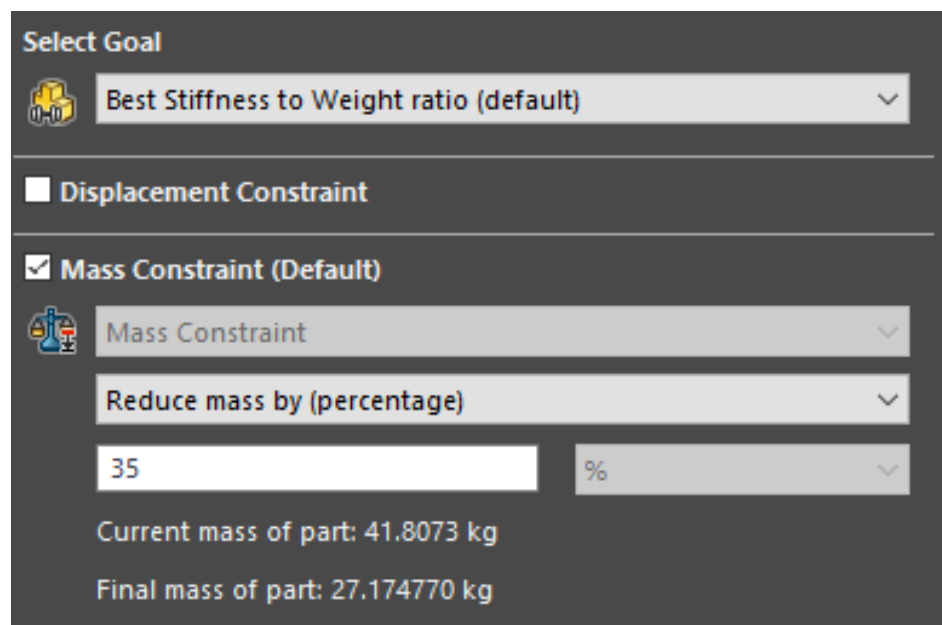 Select Goal
Best Stiffness to Weight ratio (default)
Displacement Constraint
Mass Constraint (Default)
Mass Constraint
Reduce mass by (percentage)
35 %
Current mass of part: 41.8073 kg
Final mass of part: 27.174770 kg